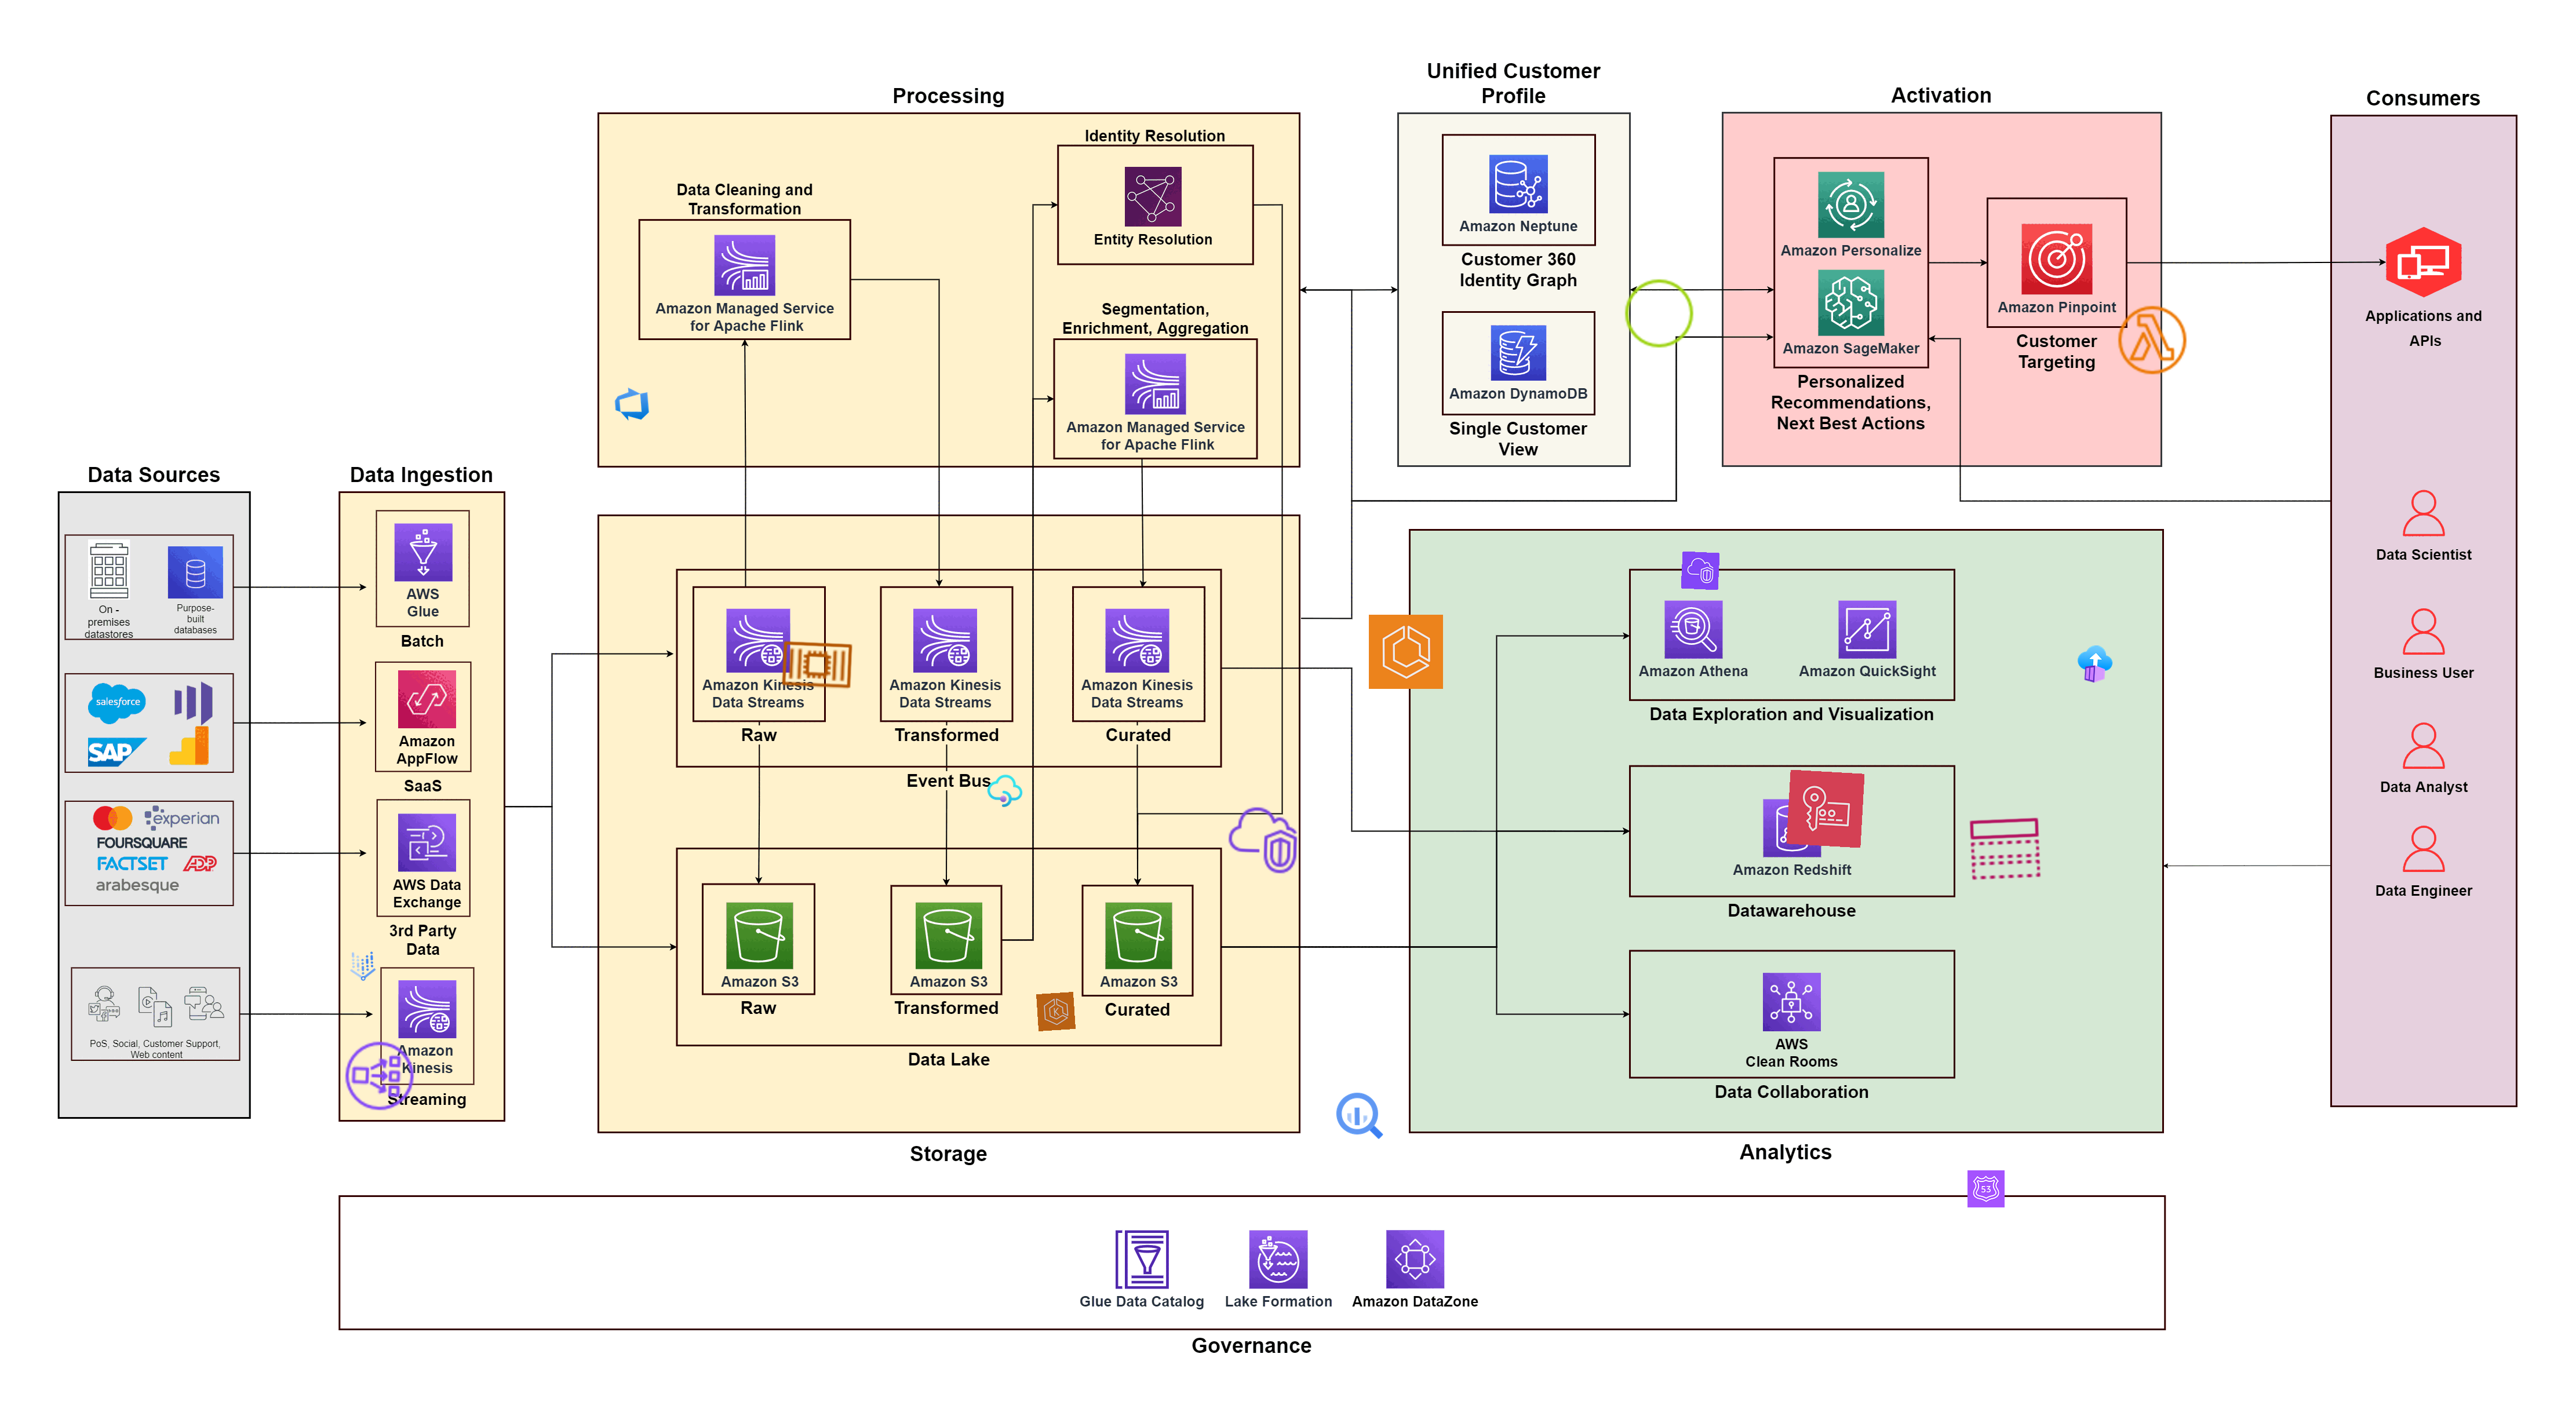 Data Sources
On -
premises
datastores
Purpose-
built
databases
salesforce
SAP
experian
FOURSQUARE
FACTSET
ADP
arabesque
PoS, Social, Customer Support,
Web content
Data Ingestion
AWS
Glue
Batch
Amazon
AppFlow
SaaS
AWS Data
Exchange
3rd Party
Data
Amazon
Kinesis
Streaming
Processing
Data Cleaning and
Transformation
Amazon Managed Service
for Apache Flink
Identity Resolution
Entity Resolution
Segmentation,
Enrichment, Aggregation
Amazon Managed Service
for Apache Flink
Amazon Kinesis
Data Streams
Raw
Amazon Kinesis
Data Streams
Transformed
Amazon Kinesis
Data Streams
Curated
Event Bus
Amazon S3
Raw
Amazon S3
Transformed
K
Amazon S3
Curated
Data Lake
Storage
Unified Customer
Profile
Amazon Neptune
Customer 360
Identity Graph
Amazon DynamoDB
Single Customer
View
Activation
Amazon Personalize
Amazon SageMaker
Personalized
Recommendations,
Next Best Actions
Amazon Pinpoint
Customer
Targeting
Amazon Athena
Amazon QuickSight
Data Exploration and Visualization
Amazon Redshift
Datawarehouse
AWS
Clean Rooms
Data Collaboration
Analytics
Consumers
Applications and
APIs
Data Scientist
Business User
Data Analyst
Data Engineer
S3
Glue Data Catalog
Lake Formation
Amazon DataZone
Governance